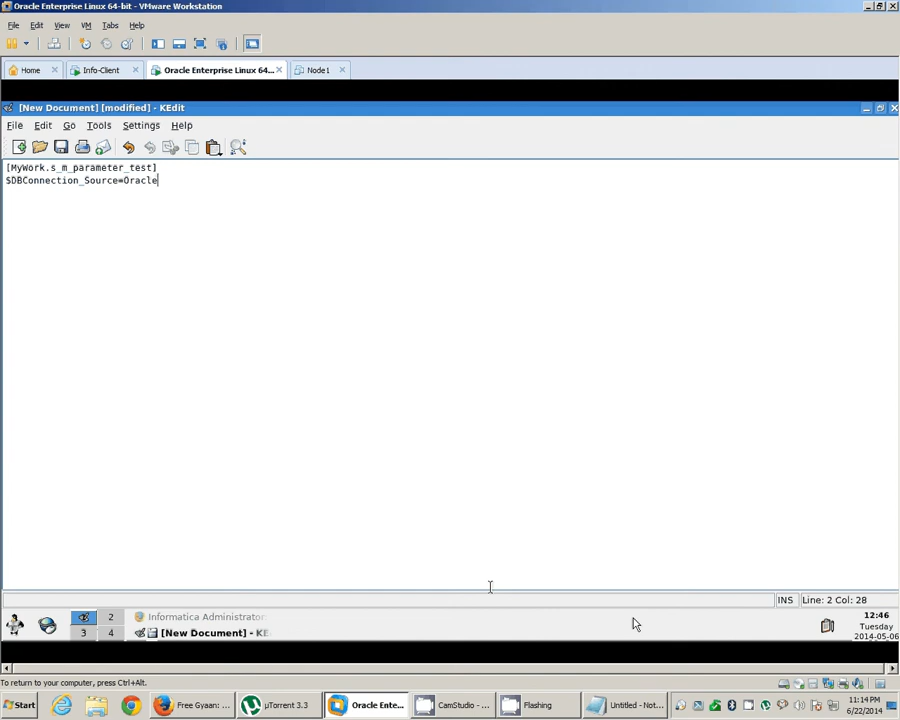 Oracle Enterprise Linux 64-bit - VMware Workstation
File Edit View VM Tabs Help
Home Info-Client Oracle Enterprise Linux 64... Node1
[New Document] [modified] - KEdit
File Edit Go Tools Settings Help
[MyWork.s_m_parameter_test]
$DBConnection_Source=Oracle
INS Line: 2 Col: 28
2 Informatica Administrator:
3 4 [New Document] - KE
12:46
Tuesday
2014-05-06
To return to your computer, press Ctrl+Alt.
Start Free Gyaan: ... µTorrent 3.3 Oracle Ente... CamStudio - ... Flashing Untitled - Not...
11:14 PM
6/22/2014